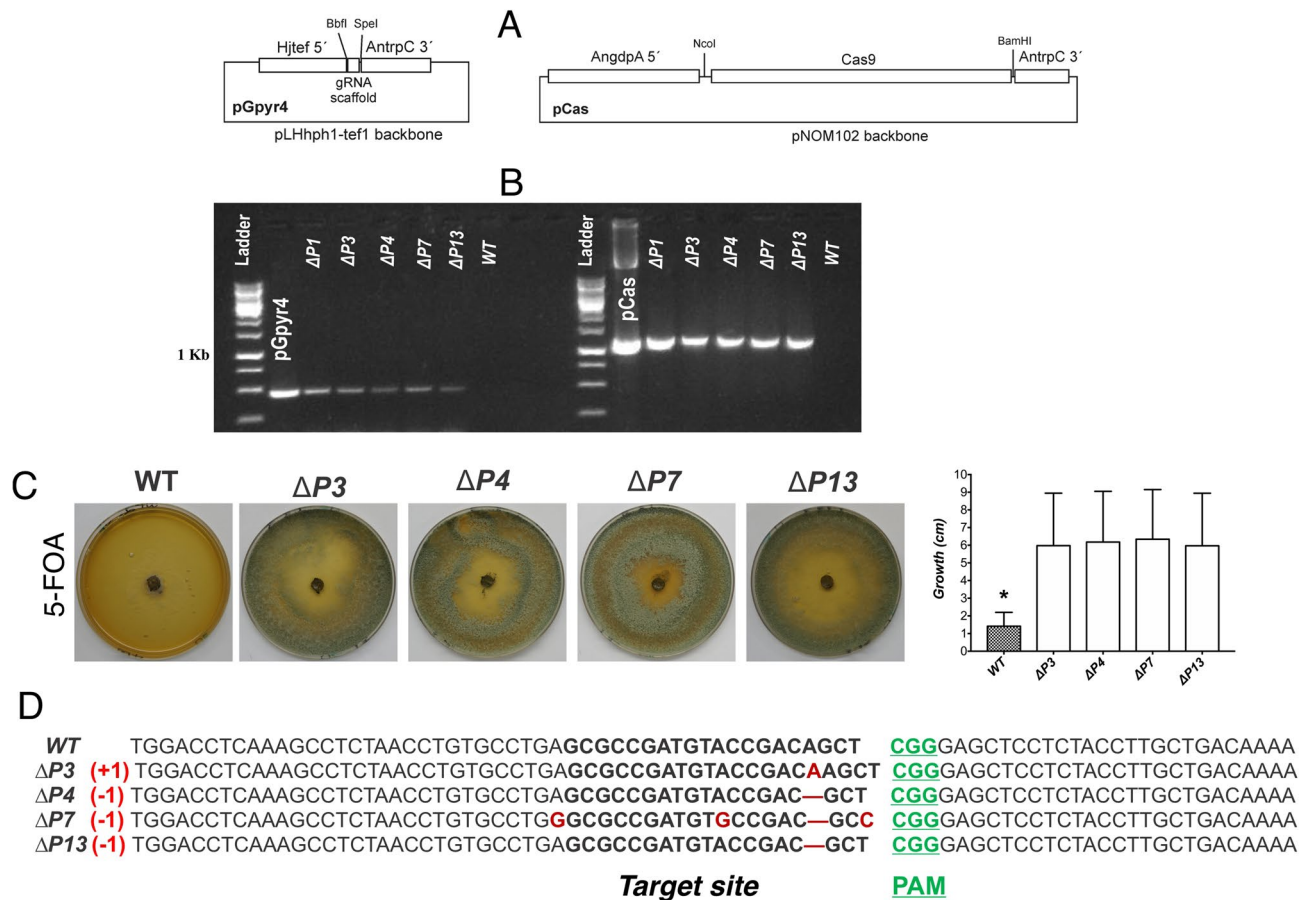 A
BbfI SpeI
Hjtef 5´ AntrpC 3´
gRNA
scaffold
pGpyr4
pLHhph1-tef1 backbone
NcoI BamHI
AngdpA 5´ Cas9 AntrpC 3´
pCas
pNOM102 backbone
B
Ladder pGpyr4 ΔP1 ΔP3 ΔP4 ΔP7 ΔP13 WT
Ladder pCas ΔP1 ΔP3 ΔP4 ΔP7 ΔP13 WT
1 Kb
C
WT ΔP3 ΔP4 ΔP7 ΔP13
5-FOA
Growth (cm)
10
9
8
7
6
5
4
3
2
1
0
*
WT ΔP3 ΔP4 ΔP7 ΔP13
D
WT TGGACCTCAAAGCCTCTAACCTGTGCCTGAGCGCCGATGTACCGACAGCT CGGGAGCTCCTCTACCTTGCTGACAAAA
ΔP3 (+1) TGGACCTCAAAGCCTCTAACCTGTGCCTGAGCGCCGATGTACCGACAAGCT CGGGAGCTCCTCTACCTTGCTGACAAAA
ΔP4 (-1) TGGACCTCAAAGCCTCTAACCTGTGCCTGAGCGCCGATGTACCGAC—GCT CGGGAGCTCCTCTACCTTGCTGACAAAA
ΔP7 (-1) TGGACCTCAAAGCCTCTAACCTGTGCCTGGGCGCCGATGTGCCGAC—GCC CGGGAGCTCCTCTACCTTGCTGACAAAA
ΔP13 (-1) TGGACCTCAAAGCCTCTAACCTGTGCCTGAGCGCCGATGTACCGAC—GCT CGGGAGCTCCTCTACCTTGCTGACAAAA
Target site PAM